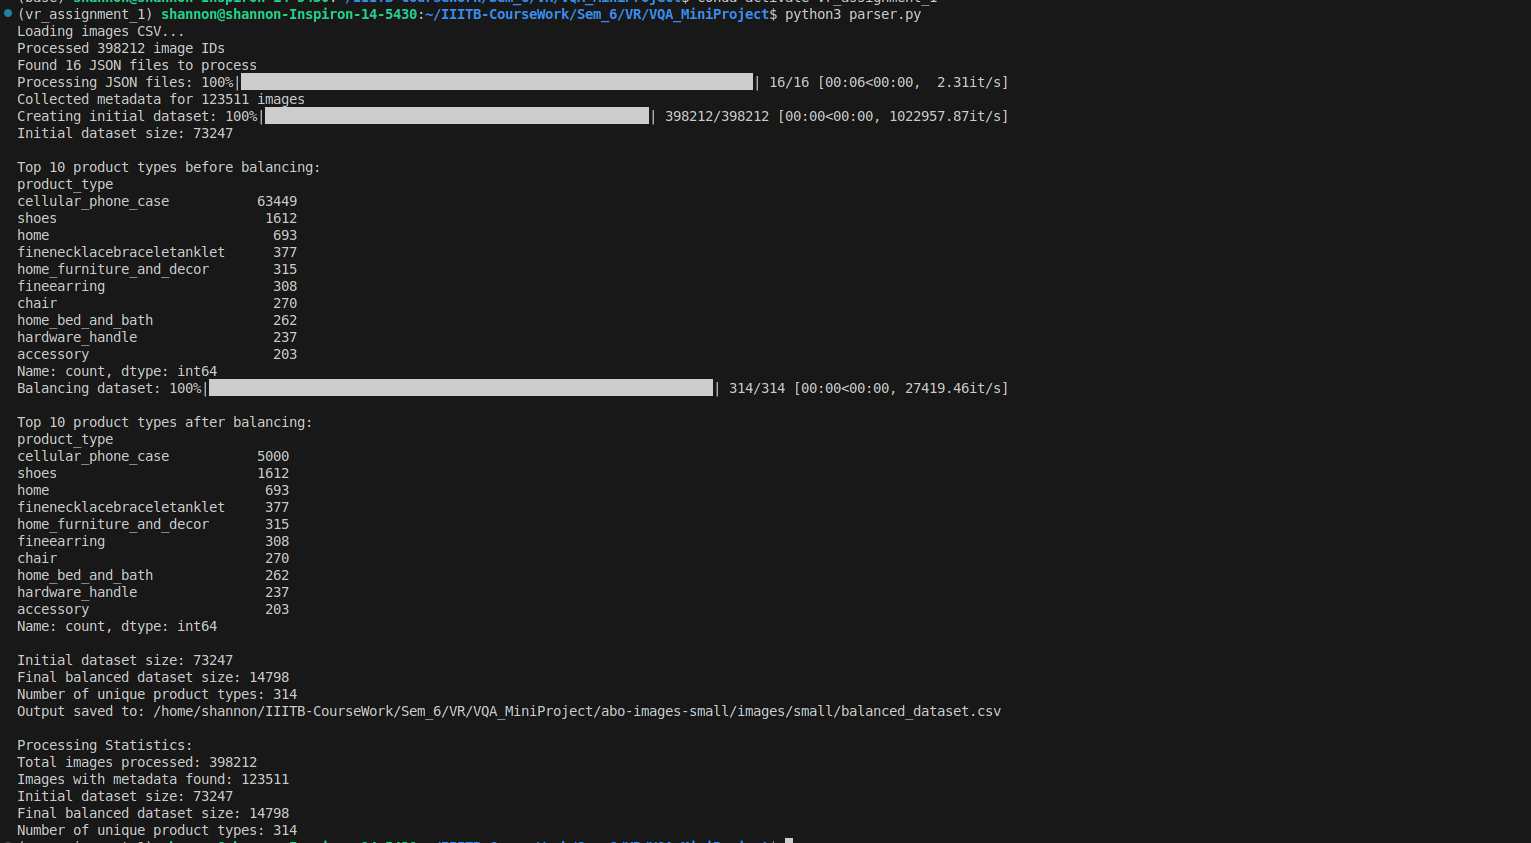 (vr_assignment_1) shannon@shannon-Inspiron-14-5430:~/IIITB-CourseWork/Sem_6/VR/VQA_MiniProject$ python3 parser.py
Loading images CSV...
Processed 398212 image IDs
Found 16 JSON files to process
Processing JSON files: 100%| | 16/16 [00:06<00:00,  2.31it/s]
Collected metadata for 123511 images
Creating initial dataset: 100%| | 398212/398212 [00:00<00:00, 1022957.87it/s]
Initial dataset size: 73247
Top 10 product types before balancing:
product_type
cellular_phone_case 63449
shoes 1612
home 693
finenecklacebraceletanklet 377
home_furniture_and_decor 315
fineearring 308
chair 270
home_bed_and_bath 262
hardware_handle 237
accessory 203
Name: count, dtype: int64
Balancing dataset: 100%| | 314/314 [00:00<00:00, 27419.46it/s]
Top 10 product types after balancing:
product_type
cellular_phone_case 5000
shoes 1612
home 693
finenecklacebraceletanklet 377
home_furniture_and_decor 315
fineearring 308
chair 270
home_bed_and_bath 262
hardware_handle 237
accessory 203
Name: count, dtype: int64
Initial dataset size: 73247
Final balanced dataset size: 14798
Number of unique product types: 314
Output saved to: /home/shannon/IIITB-CourseWork/Sem_6/VR/VQA_MiniProject/abo-images-small/images/small/balanced_dataset.csv
Processing Statistics:
Total images processed: 398212
Images with metadata found: 123511
Initial dataset size: 73247
Final balanced dataset size: 14798
Number of unique product types: 314